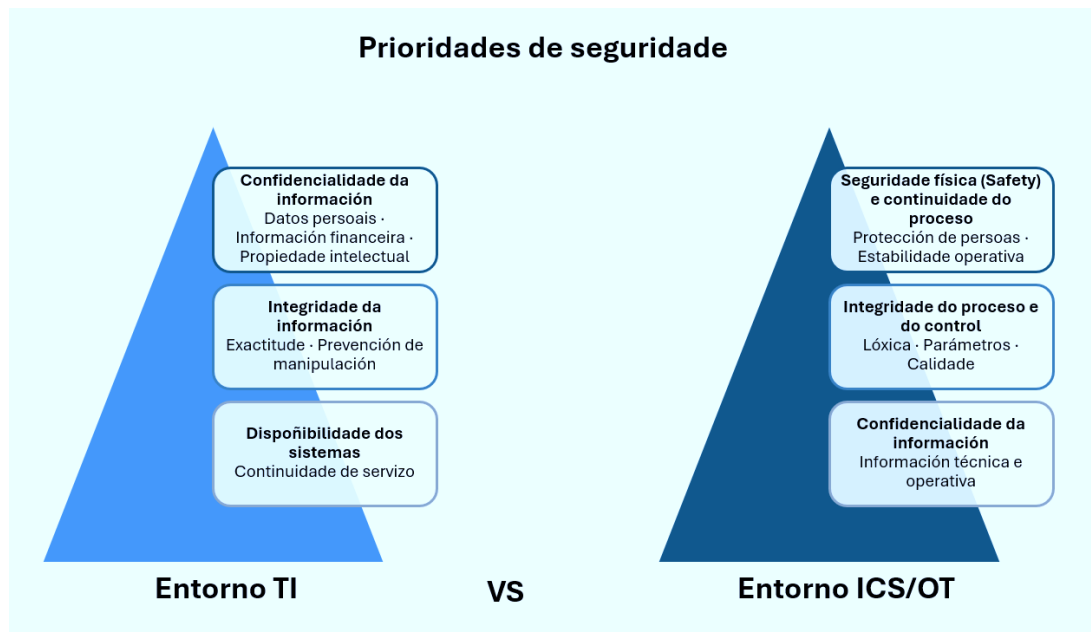 Prioridades de seguridade
Confidencialidade da
información
Datos persoais ·
Información financeira ·
Propiedade intelectual
Integridade da
información
Exactitude · Prevención de
manipulación
Dispoñibilidade dos
sistemas
Continuidade de servizo
Entorno TI
VS
Seguridade física (Safety)
e continuidade do
proceso
Protección de persoas ·
Estabilidade operativa
Integridade do proceso e
do control
Lóxica · Parámetros ·
Calidade
Confidencialidade da
información
Información técnica e
operativa
Entorno ICS/OT